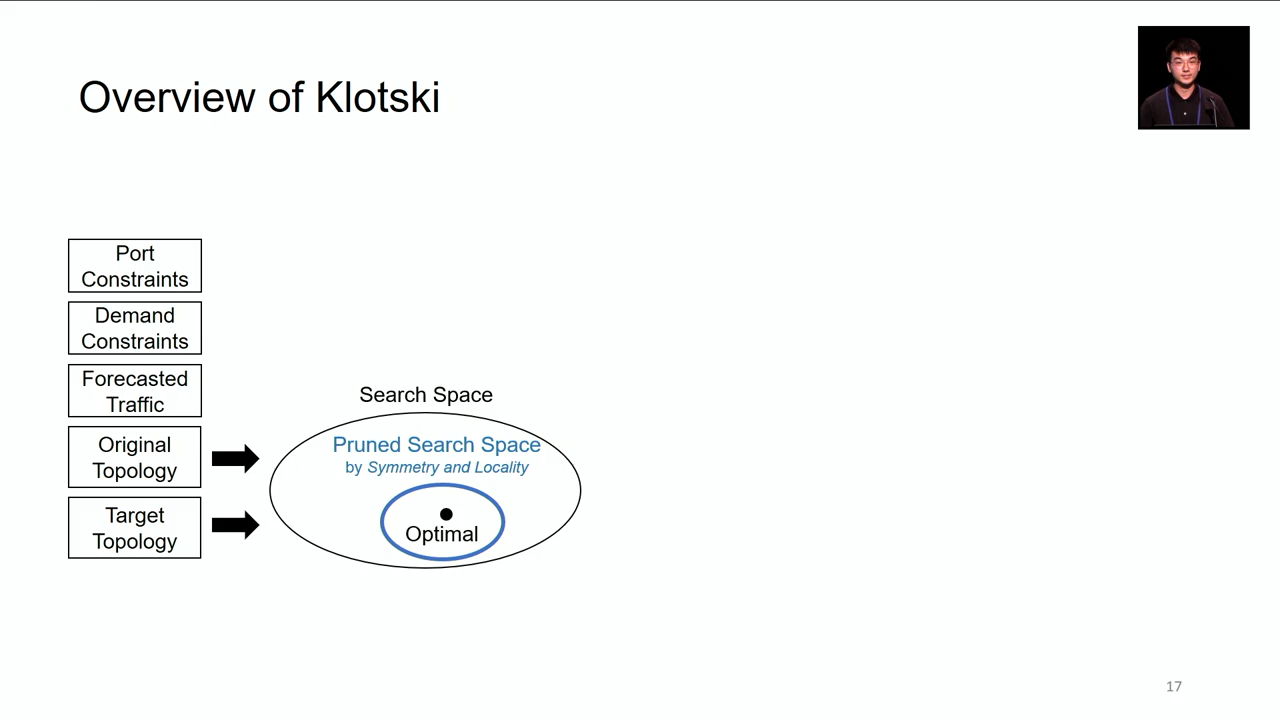 Overview of Klotski
Port
Constraints
Demand
Constraints
Forecasted
Traffic
Original
Topology
Target
Topology
Search Space
Pruned Search Space
by Symmetry and Locality
Optimal
17